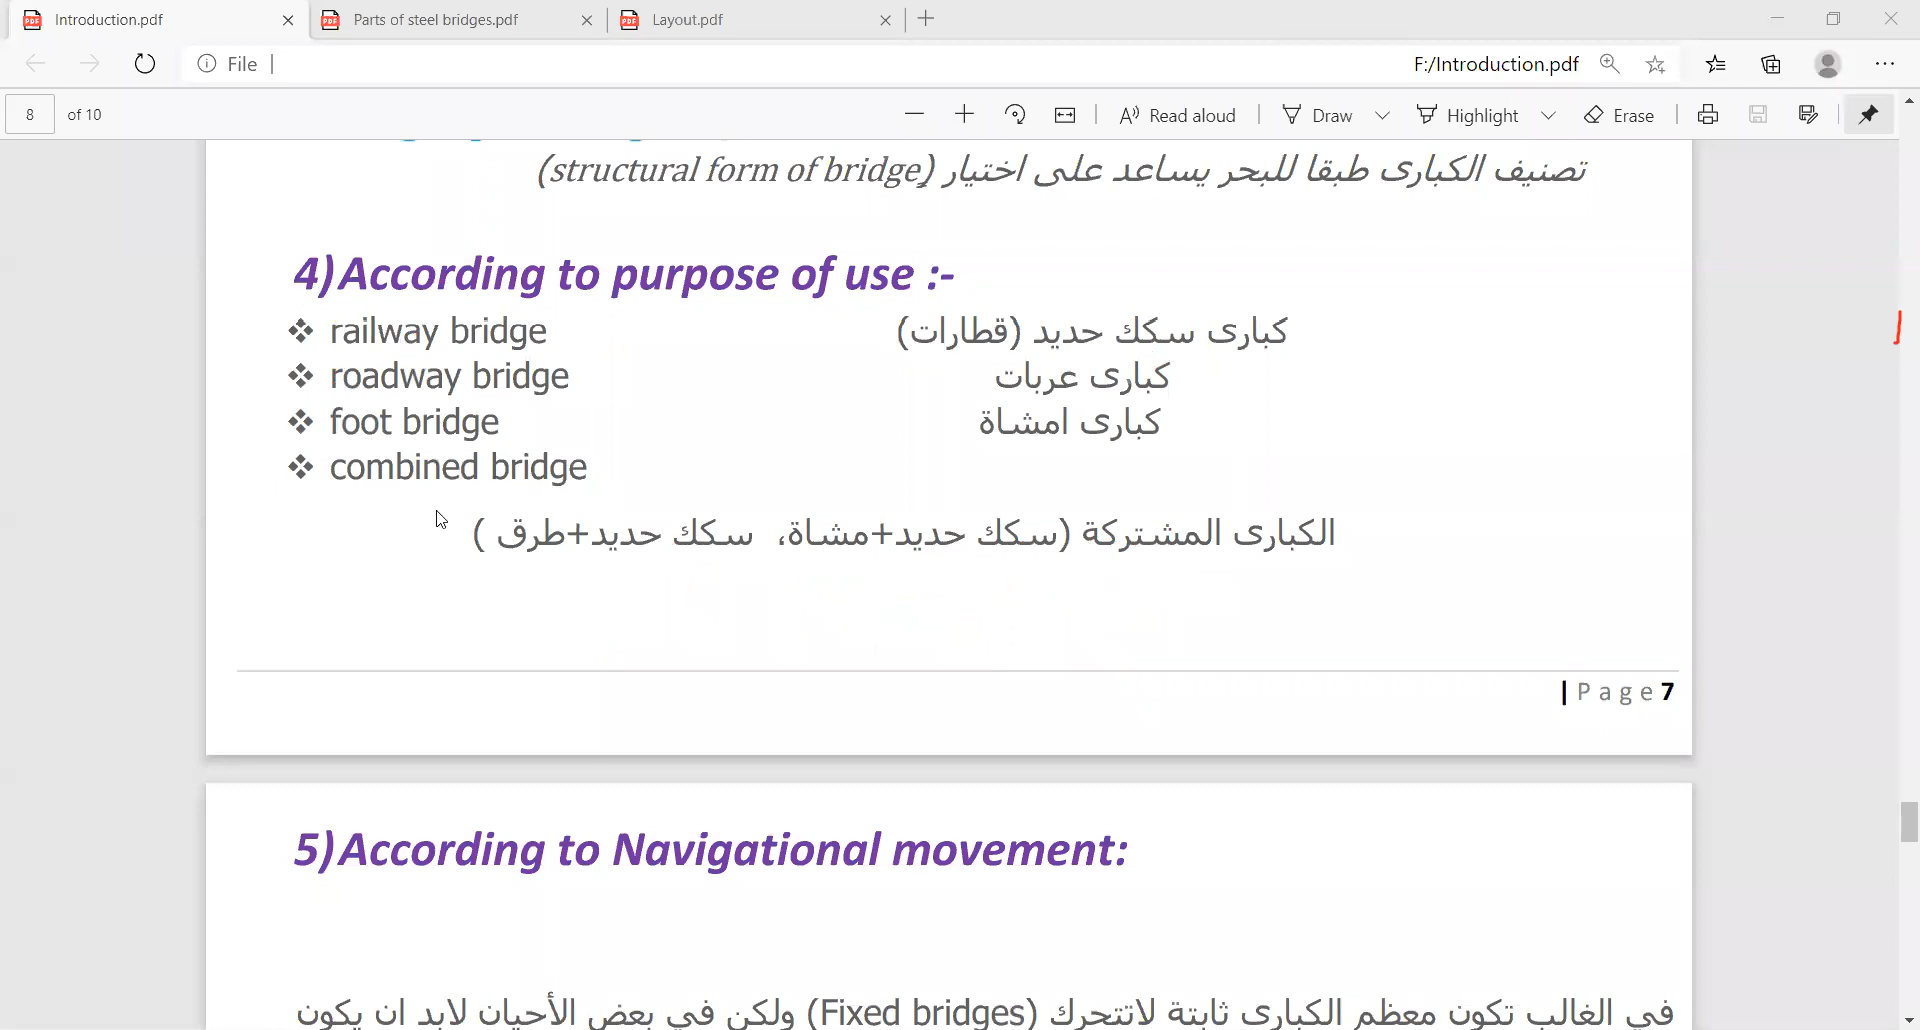 Introduction.pdf
Parts of steel bridges.pdf
Layout.pdf
File
F:/Introduction.pdf
8 of 10
Read aloud
Draw
Highlight
Erase
تصنيف الكبارى طبقا للبحر يساعد على اختيار (structural form of bridge)
4)According to purpose of use :-
❖ railway bridge كبارى سكك حديد (قطارات)
❖ roadway bridge كبارى عربات
❖ foot bridge كبارى امشاة
❖ combined bridge
الكبارى المشتركة (سكك حديد+مشاة، سكك حديد+طرق )
| P a g e 7
5)According to Navigational movement:
في الغالب تكون معظم الكبارى ثابتة لاتتحرك (Fixed bridges) ولكن في بعض الأحيان لابد ان يكون